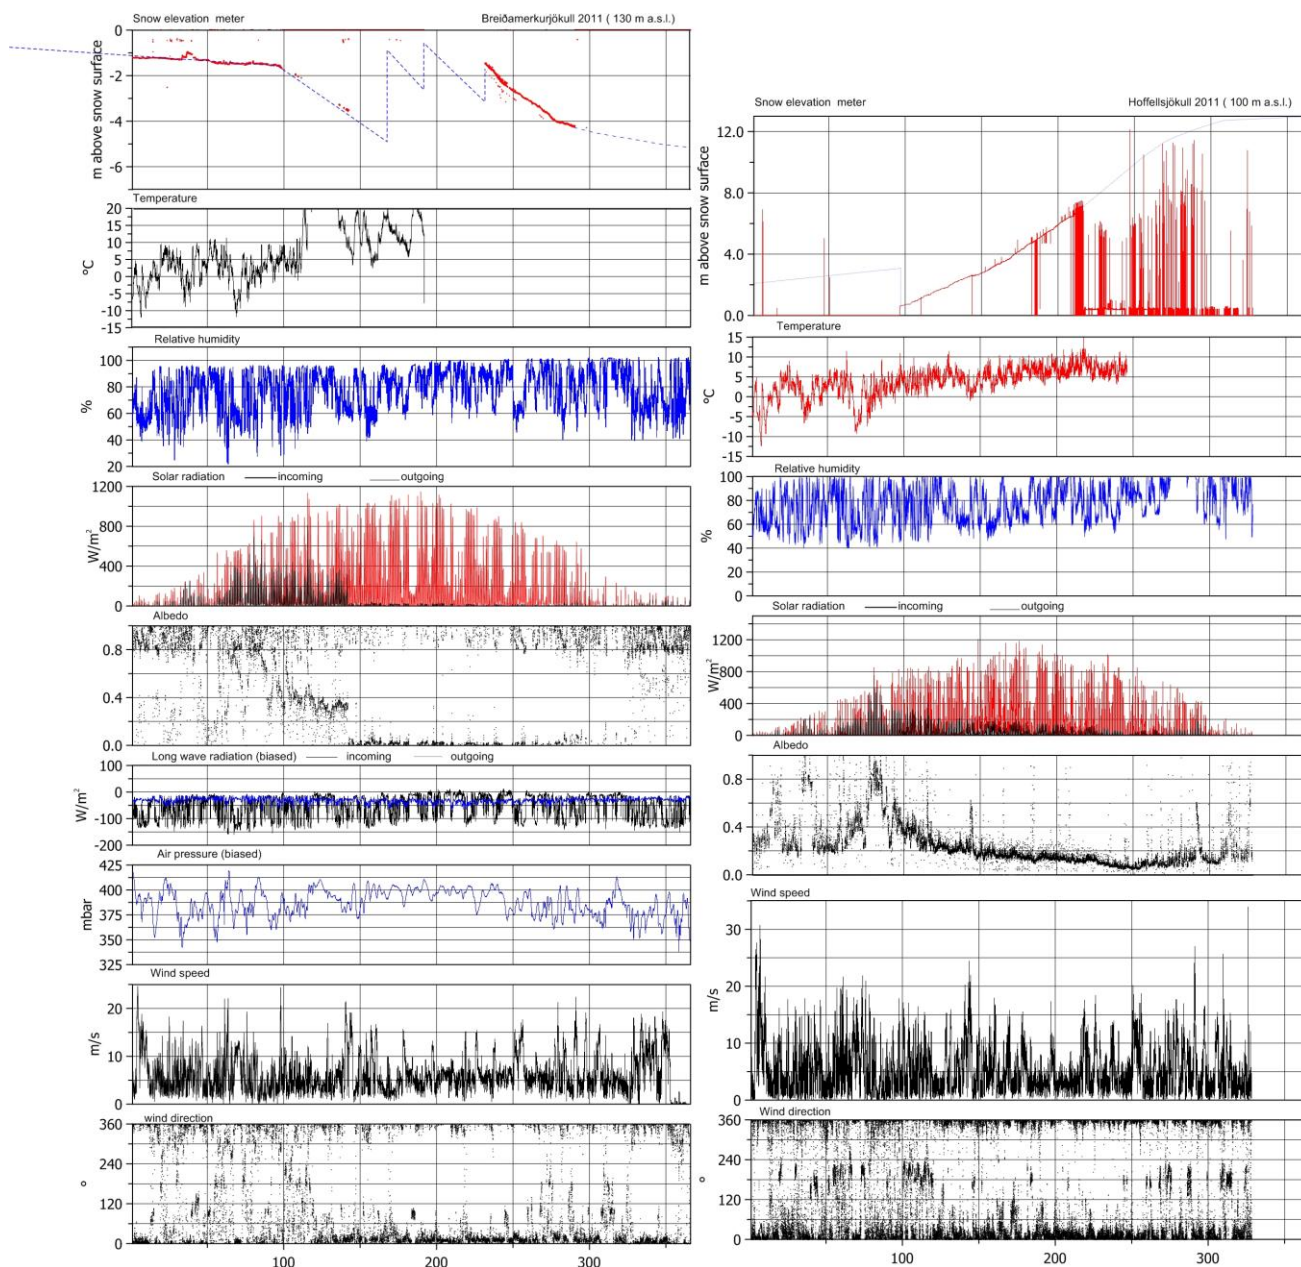 Snow elevation meter Breiðamerkurjökull 2011 ( 130 m a.s.l.)
m above snow surface
0
-2
-4
-6
Temperature
ºC
20
15
10
5
0
-5
-10
-15
Relative humidity
%
100
80
60
40
20
Solar radiation incoming outgoing
W/m²
1200
800
400
0
Albedo
0.8
0.4
0.0
Long wave radiation (biased) incoming outgoing
W/m²
100
0
-100
-200
Air pressure (biased)
mbar
425
400
375
350
325
Wind speed
m/s
20
10
0
wind direction
º
360
240
120
0
100 200 300
Snow elevation meter Hoffellsjökull 2011 ( 100 m a.s.l.)
m above snow surface
12.0
8.0
4.0
0.0
Temperature
ºC
15
10
5
0
-5
-10
-15
Relative humidity
%
100
80
60
40
20
0
Solar radiation incoming outgoing
W/m²
1200
800
400
0
Albedo
0.8
0.4
0.0
Wind speed
m/s
30
20
10
0
Wind direction
º
360
240
120
0
100 200 300